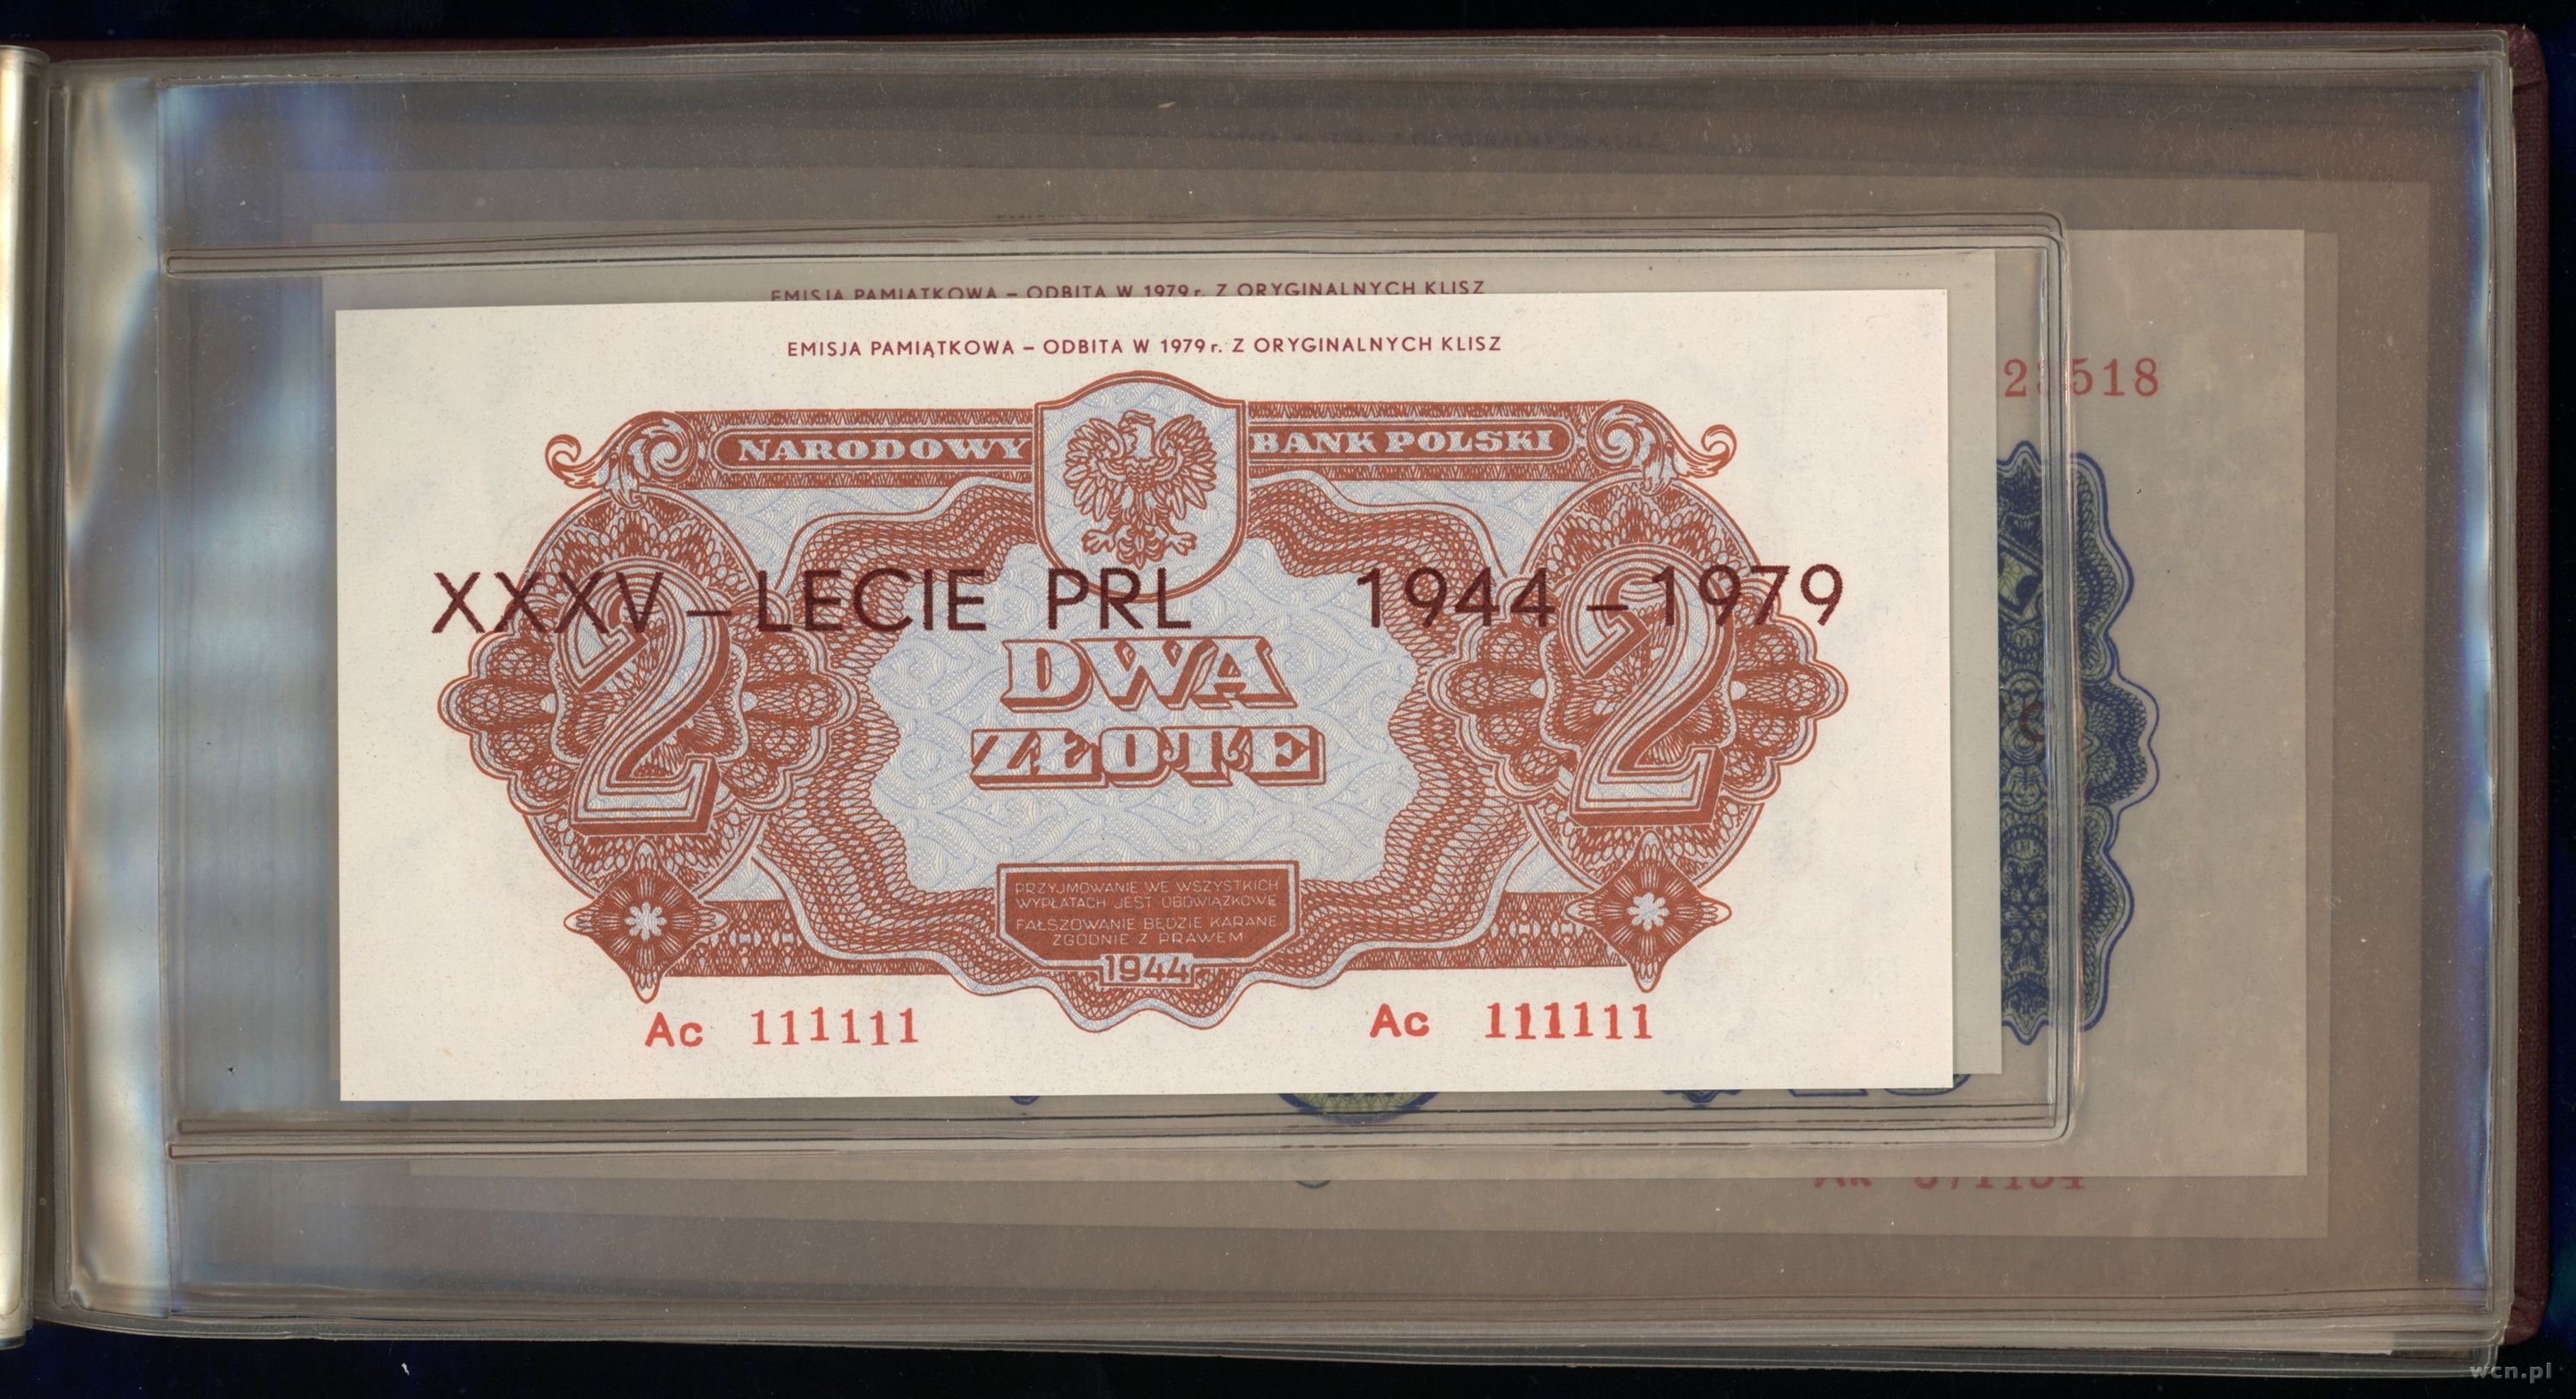 EMISJA PAMIĄTKOWA – ODBITA W 1979 r. Z ORYGINALNYCH KLISZ
EMISJA PAMIĄTKOWA – ODBITA W 1979 r. Z ORYGINALNYCH KLISZ
518
NARODOWY BANK POLSKI
XXXV – LECIE PRL 1944 – 1979
2 2
DWA
ZŁOTE
PRZYJMOWANIE WE WSZYSTKICH
WYPŁATACH JEST OBOWIĄZKOWE
FAŁSZOWANIE BĘDZIE KARANE
ZGODNIE Z PRAWEM
1944
Ac 111111 Ac 111111
wcn.pl